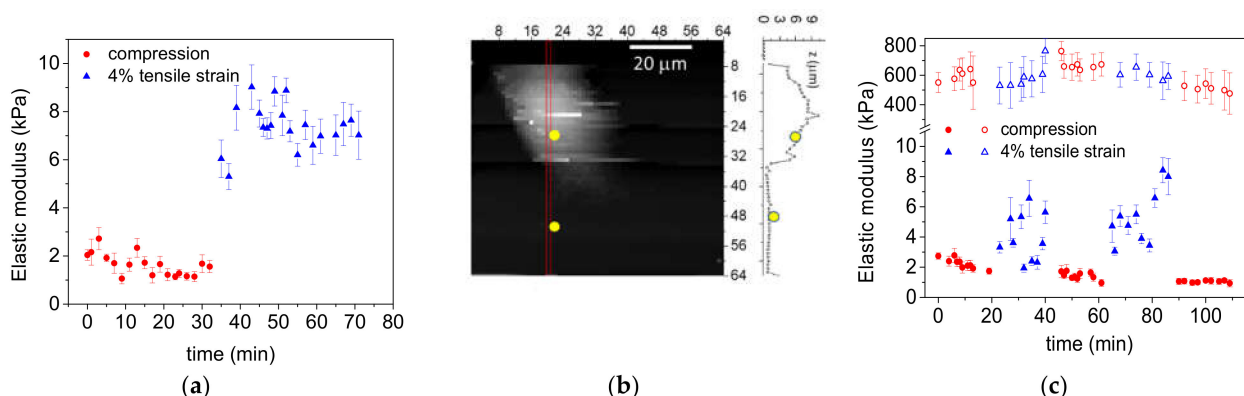 compression
4% tensile strain
Elastic modulus (kPa)
10
8
6
4
2
0
0 10 20 30 40 50 60 70 80
time (min)
(a)
8 16 28 40 56 64
20 μm
8
16
24
32
40
48
56
64
0 3 6 9
z (μm)
(b)
800
600
400
compression
4% tensile strain
Elastic modulus (kPa)
10
8
6
4
2
0
0 20 40 60 80 100
time (min)
(c)